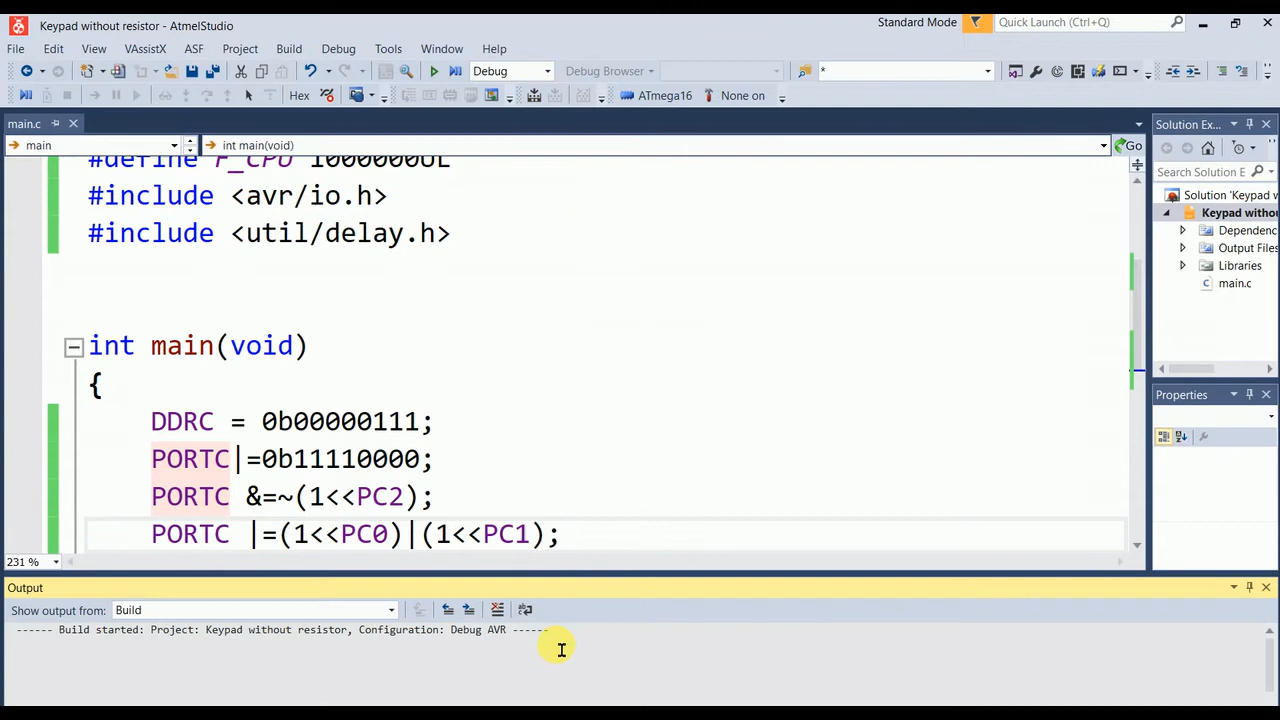 Keypad without resistor - AtmelStudio
Standard Mode
Quick Launch (Ctrl+Q)
File Edit View VAssistX ASF Project Build Debug Tools Window Help
Debug
Debug Browser
*
Hex
ATmega16
None on
main.c
main
int main(void)
Go
#define F_CPU 1000000UL
#include <avr/io.h>
#include <util/delay.h>
int main(void)
{
DDRC = 0b00000111;
PORTC|=0b11110000;
PORTC &=~(1<<PC2);
PORTC |=(1<<PC0)|(1<<PC1);
231 %
Solution Ex...
Search Solution E
Solution 'Keypad w
Keypad withou
Dependenc
Output Files
Libraries
main.c
Properties
Output
Show output from: Build
------ Build started: Project: Keypad without resistor, Configuration: Debug AVR ------